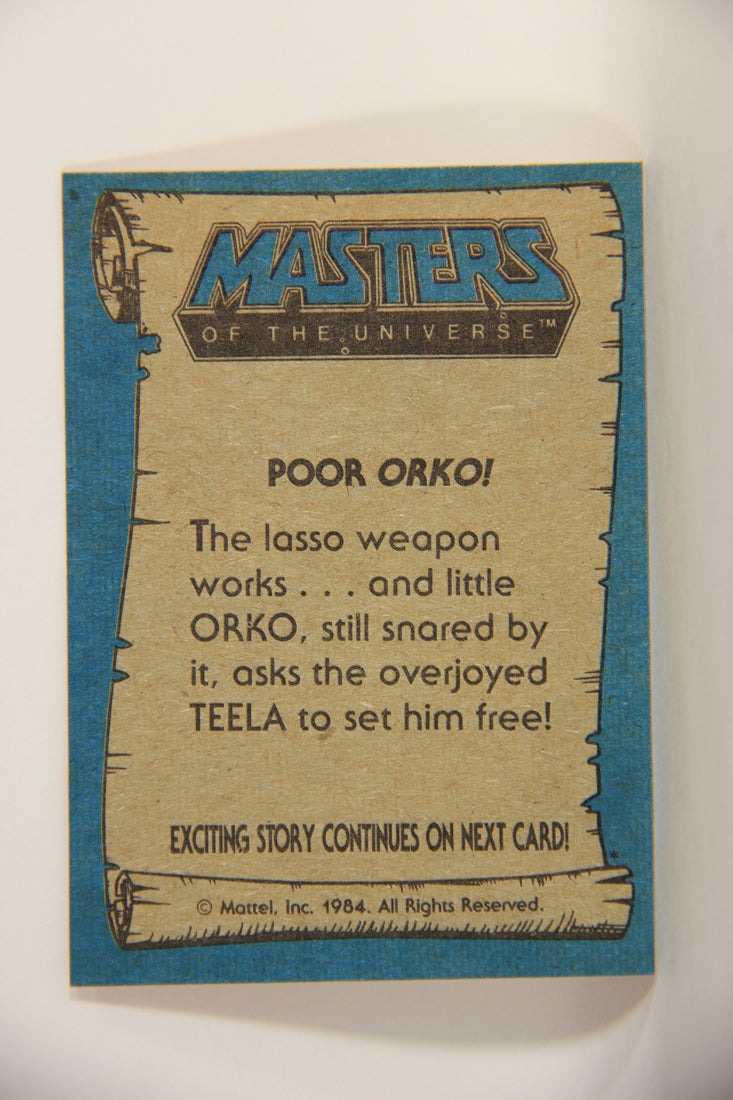 MASTERS
OF THE UNIVERSE™
POOR ORKO!
The lasso weapon
works . . . and little
ORKO, still snared by
it, asks the overjoyed
TEELA to set him free!
EXCITING STORY CONTINUES ON NEXT CARD!
*
© Mattel, Inc. 1984. All Rights Reserved.